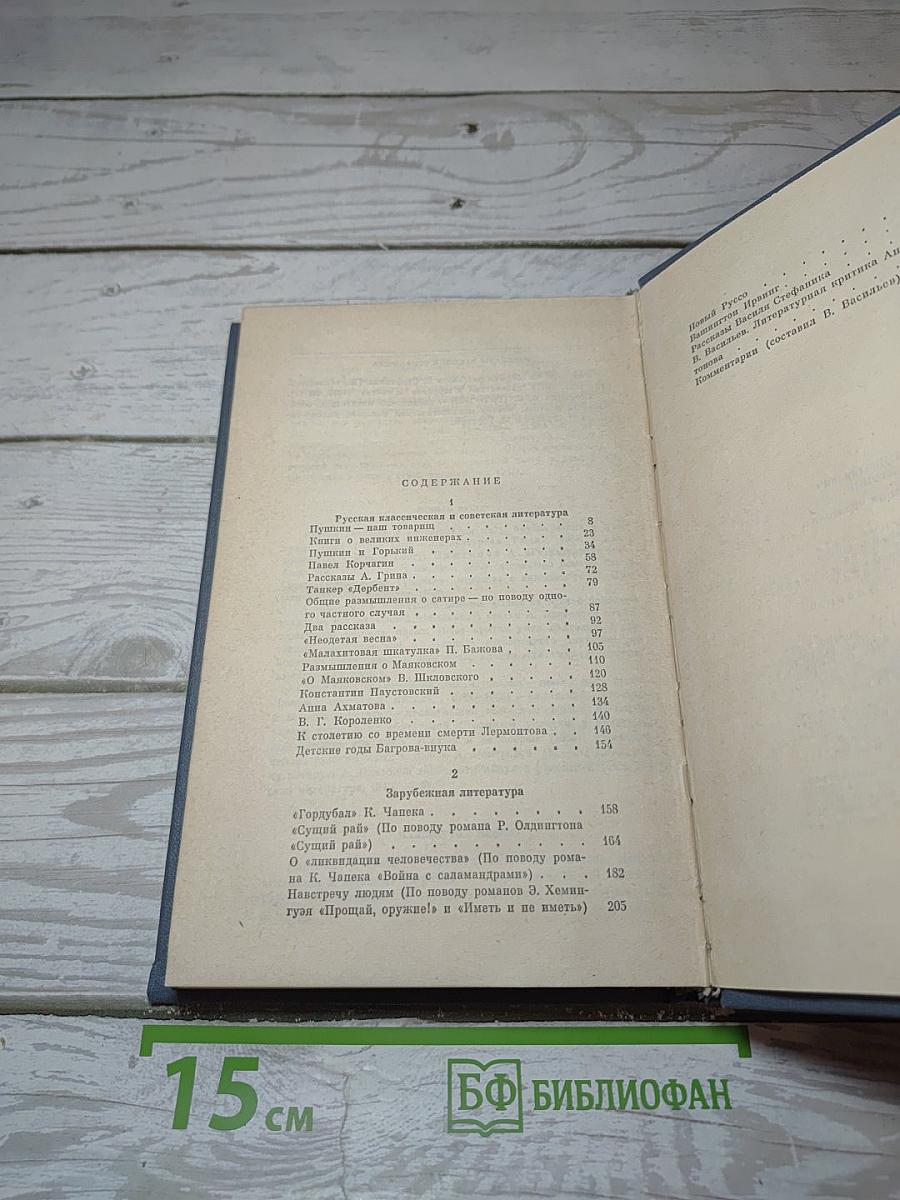 СОДЕРЖАНИЕ
1
Русская классическая и советская литература
Пушкин — наш товарищ . . . . . . 8
Книги о великих инженерах . . . . . . 23
Пушкин и Горький . . . . . . . 34
Павел Корчагин . . . . . . . . 58
Рассказы А. Грина . . . . . . . . 72
Танкер «Дербент» . . . . . . . . 79
Общие размышления о сатире — по поводу одно-
го частного случая . . . . . . . . 87
Два рассказа . . . . . . . . . 92
«Неодетая весна» . . . . . . . . 97
«Малахитовая шкатулка» П. Бажова . . . . 105
Размышления о Маяковском . . . . . . 110
«О Маяковском» В. Шкловского . . . . . 120
Константин Паустовский . . . . . . . 128
Анна Ахматова . . . . . . . . . 134
В. Г. Короленко . . . . . . . . 140
К столетию со времени смерти Лермонтова . . 146
Детские годы Багрова-внука . . . . . . 154
2
Зарубежная литература
«Гордубал» К. Чапека . . . . . . . . 158
«Сущий рай» (По поводу романа Р. Олдингтона
«Сущий рай») . . . . . . . . . . 164
О «ликвидации человечества» (По поводу рома-
на К. Чапека «Война с саламандрами») . . . 182
Навстречу людям (По поводу романов Э. Хемин-
гуэя «Прощай, оружие!» и «Иметь и не иметь») 205
Новый Руссо . . . . . .
Вашингтон Ирвинг . . . . .
Рассказы Василя Стефаника . . . .
В. Васильев. Литературная критика Ан
тонова . . . . . . . .
Комментарии (составил В. Васильев)
15 см
БФ БИБЛИОФАН